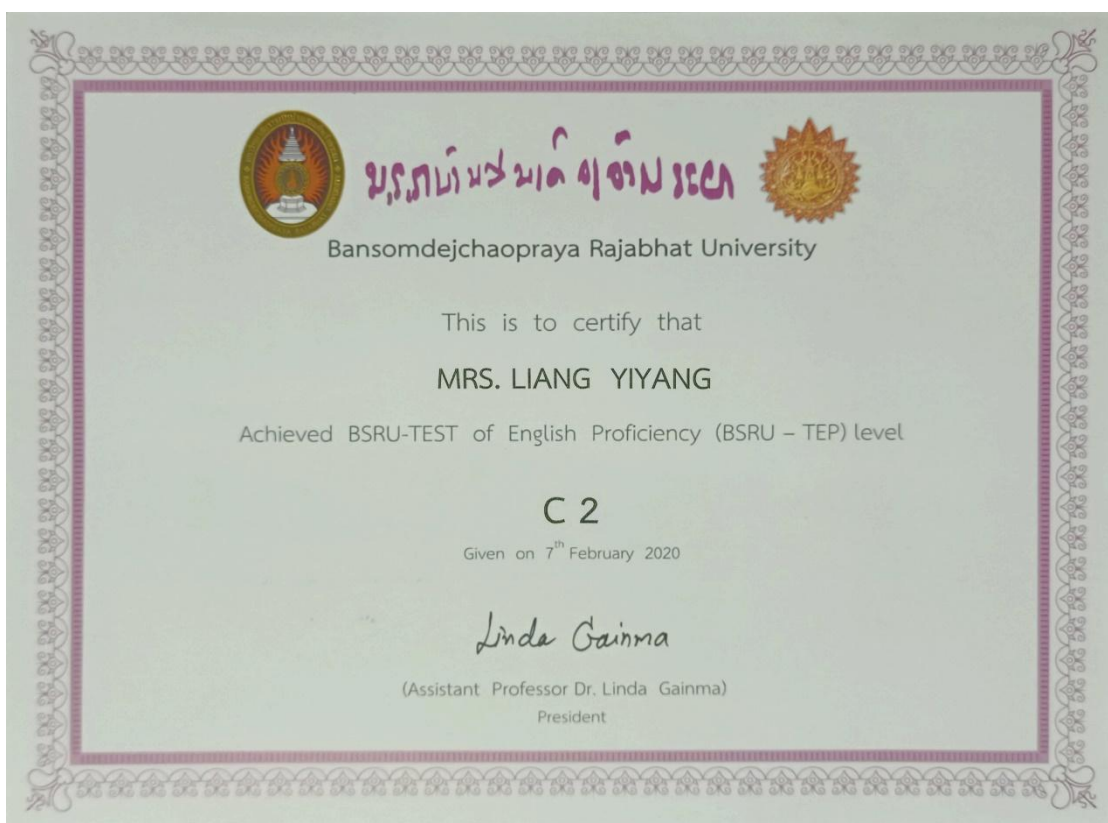 Bansomdejchaopraya Rajabhat University
This is to certify that
MRS. LIANG YIYANG
Achieved BSRU-TEST of English Proficiency (BSRU – TEP) level
C 2
Given on 7th February 2020
Linda Gainma
(Assistant Professor Dr. Linda Gainma)
President